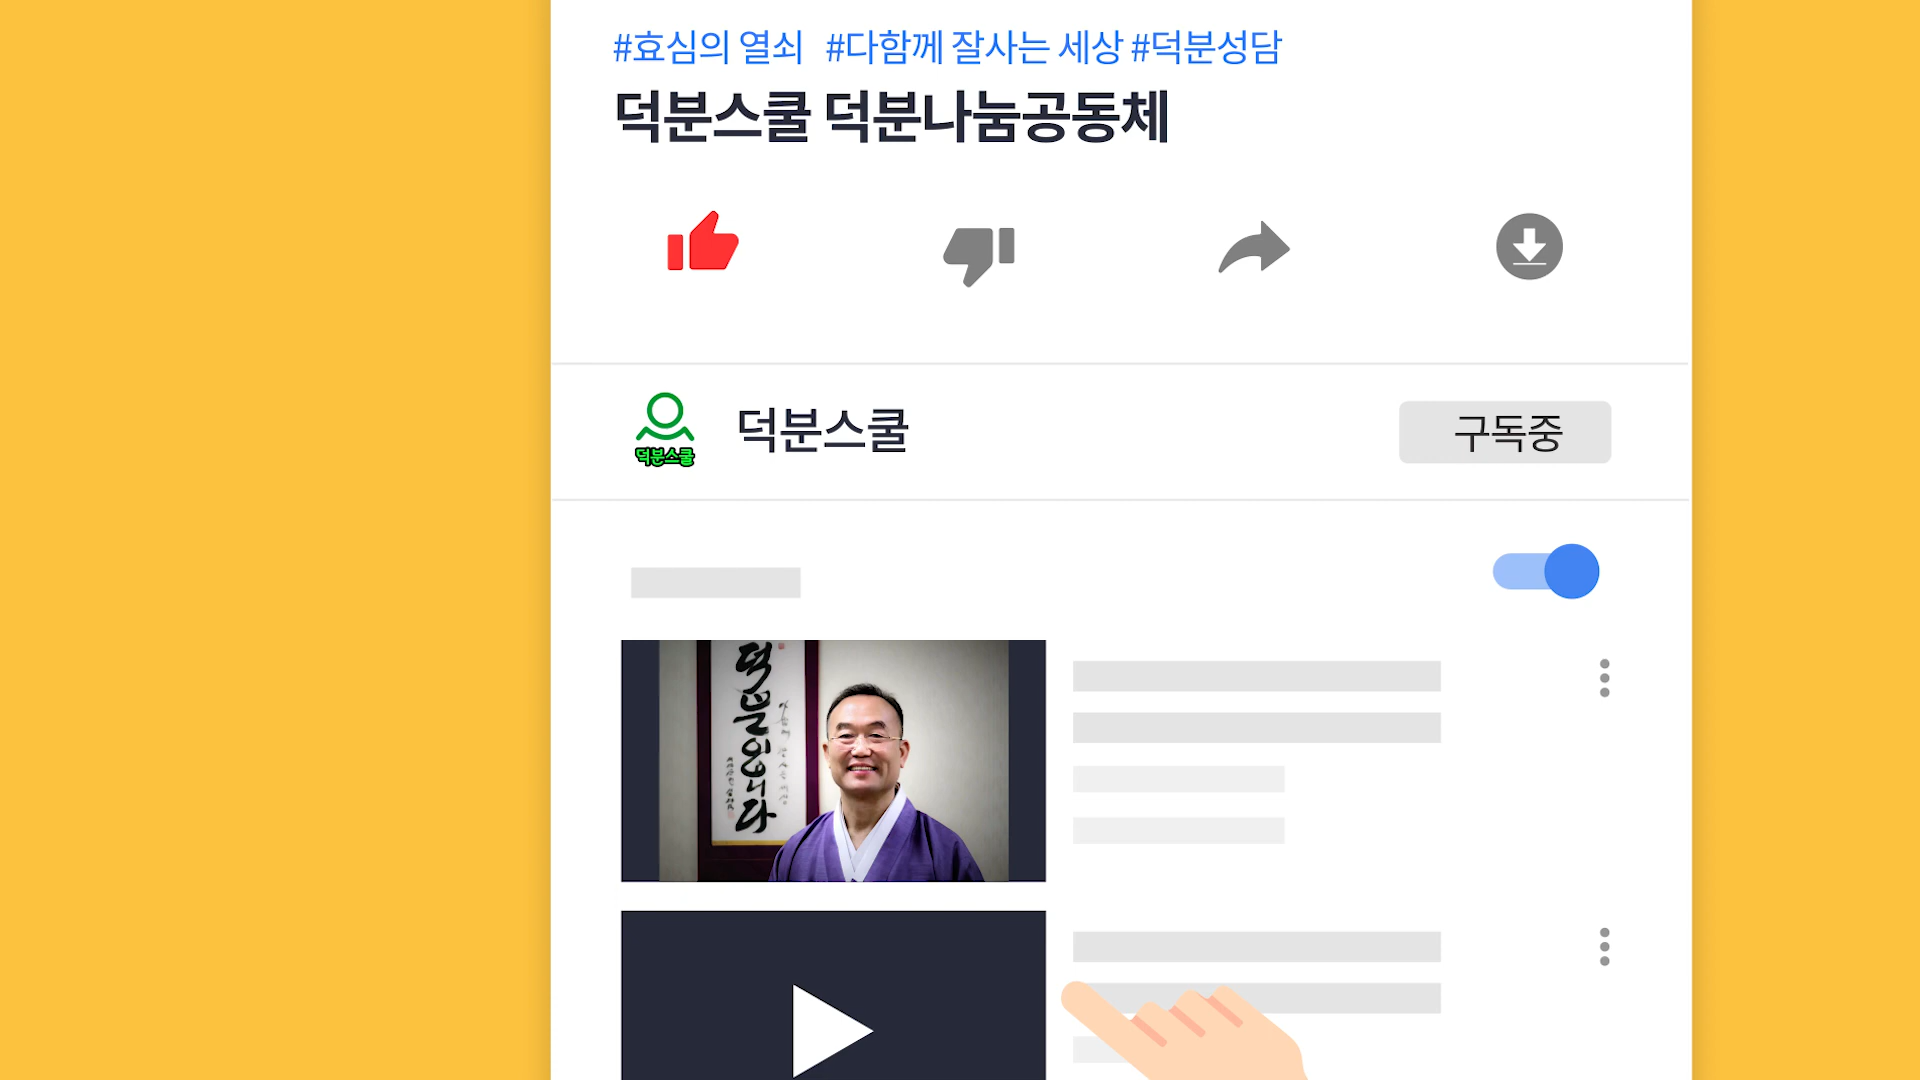 #효심의 열쇠 #다함께 잘사는 세상 #덕분성담
덕분스쿨 덕분나눔공동체
덕분스쿨
덕분스쿨
구독중
덕분입니다